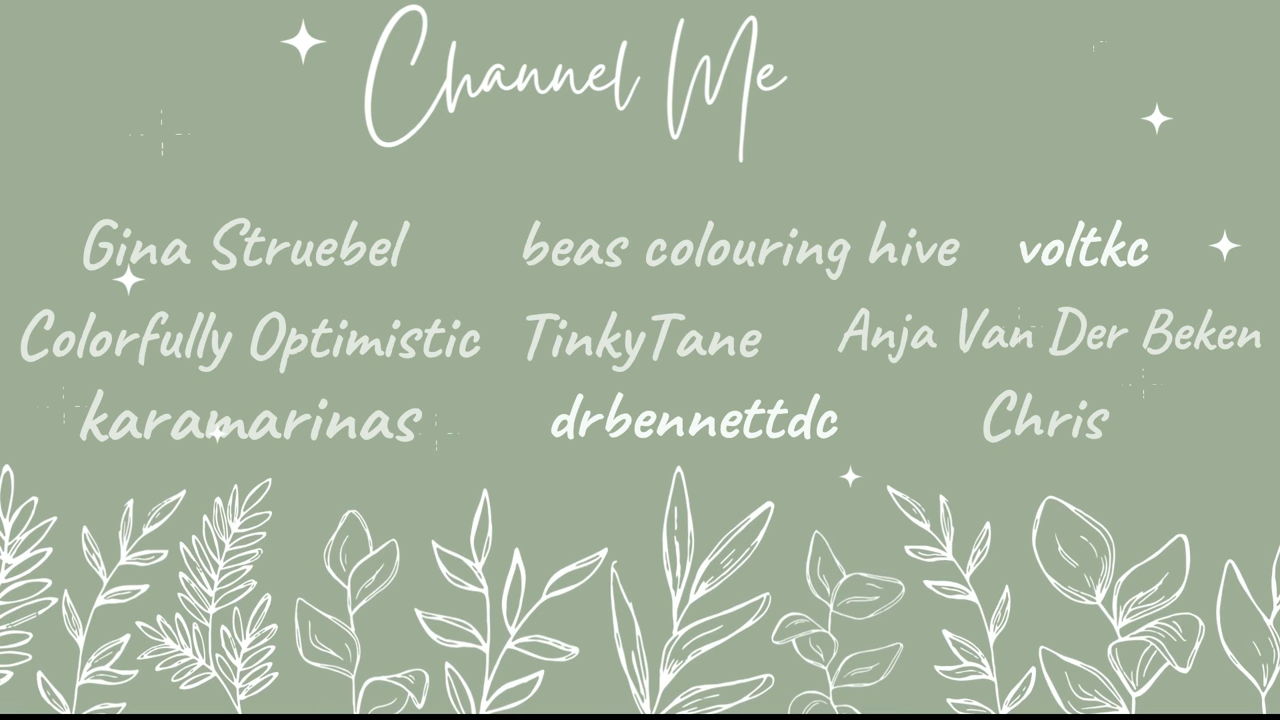 Channel Me
Gina Struebel beas colouring hive voltkc
Colorfully Optimistic TinkyTane Anja Van Der Beken
karamarinas drbennettdc Chris